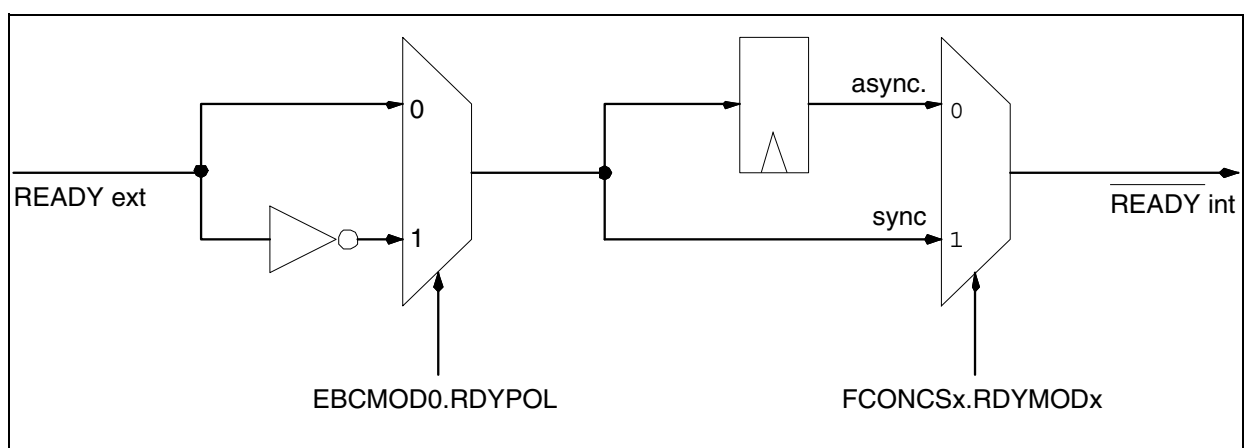 async.
0
0
READY ext
READY int
1
sync
1
EBCMOD0.RDYPOL
FCONCSx.RDYMODx